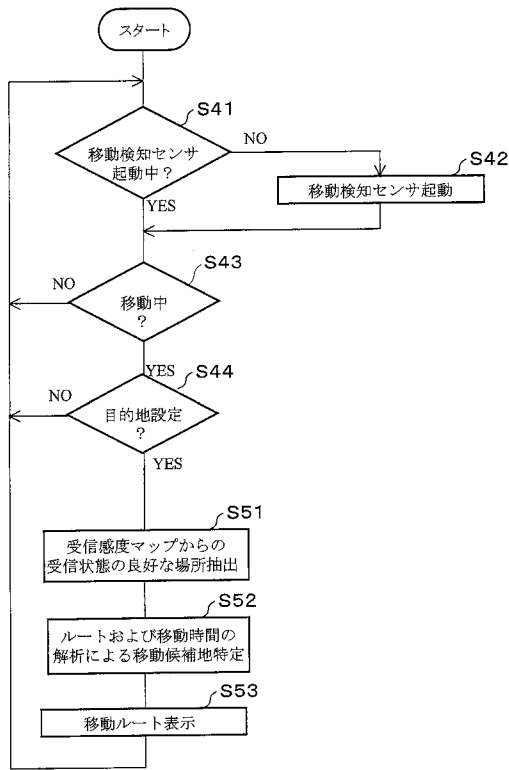 スタート
S41
移動検知センサ
起動中？
NO
S42
移動検知センサ起動
YES
S43
NO
移動中
？
YES
S44
NO
目的地設定
？
YES
S51
受信感度マップからの
受信状態の良好な場所抽出
S52
ルートおよび移動時間の
解析による移動候補地特定
S53
移動ルート表示